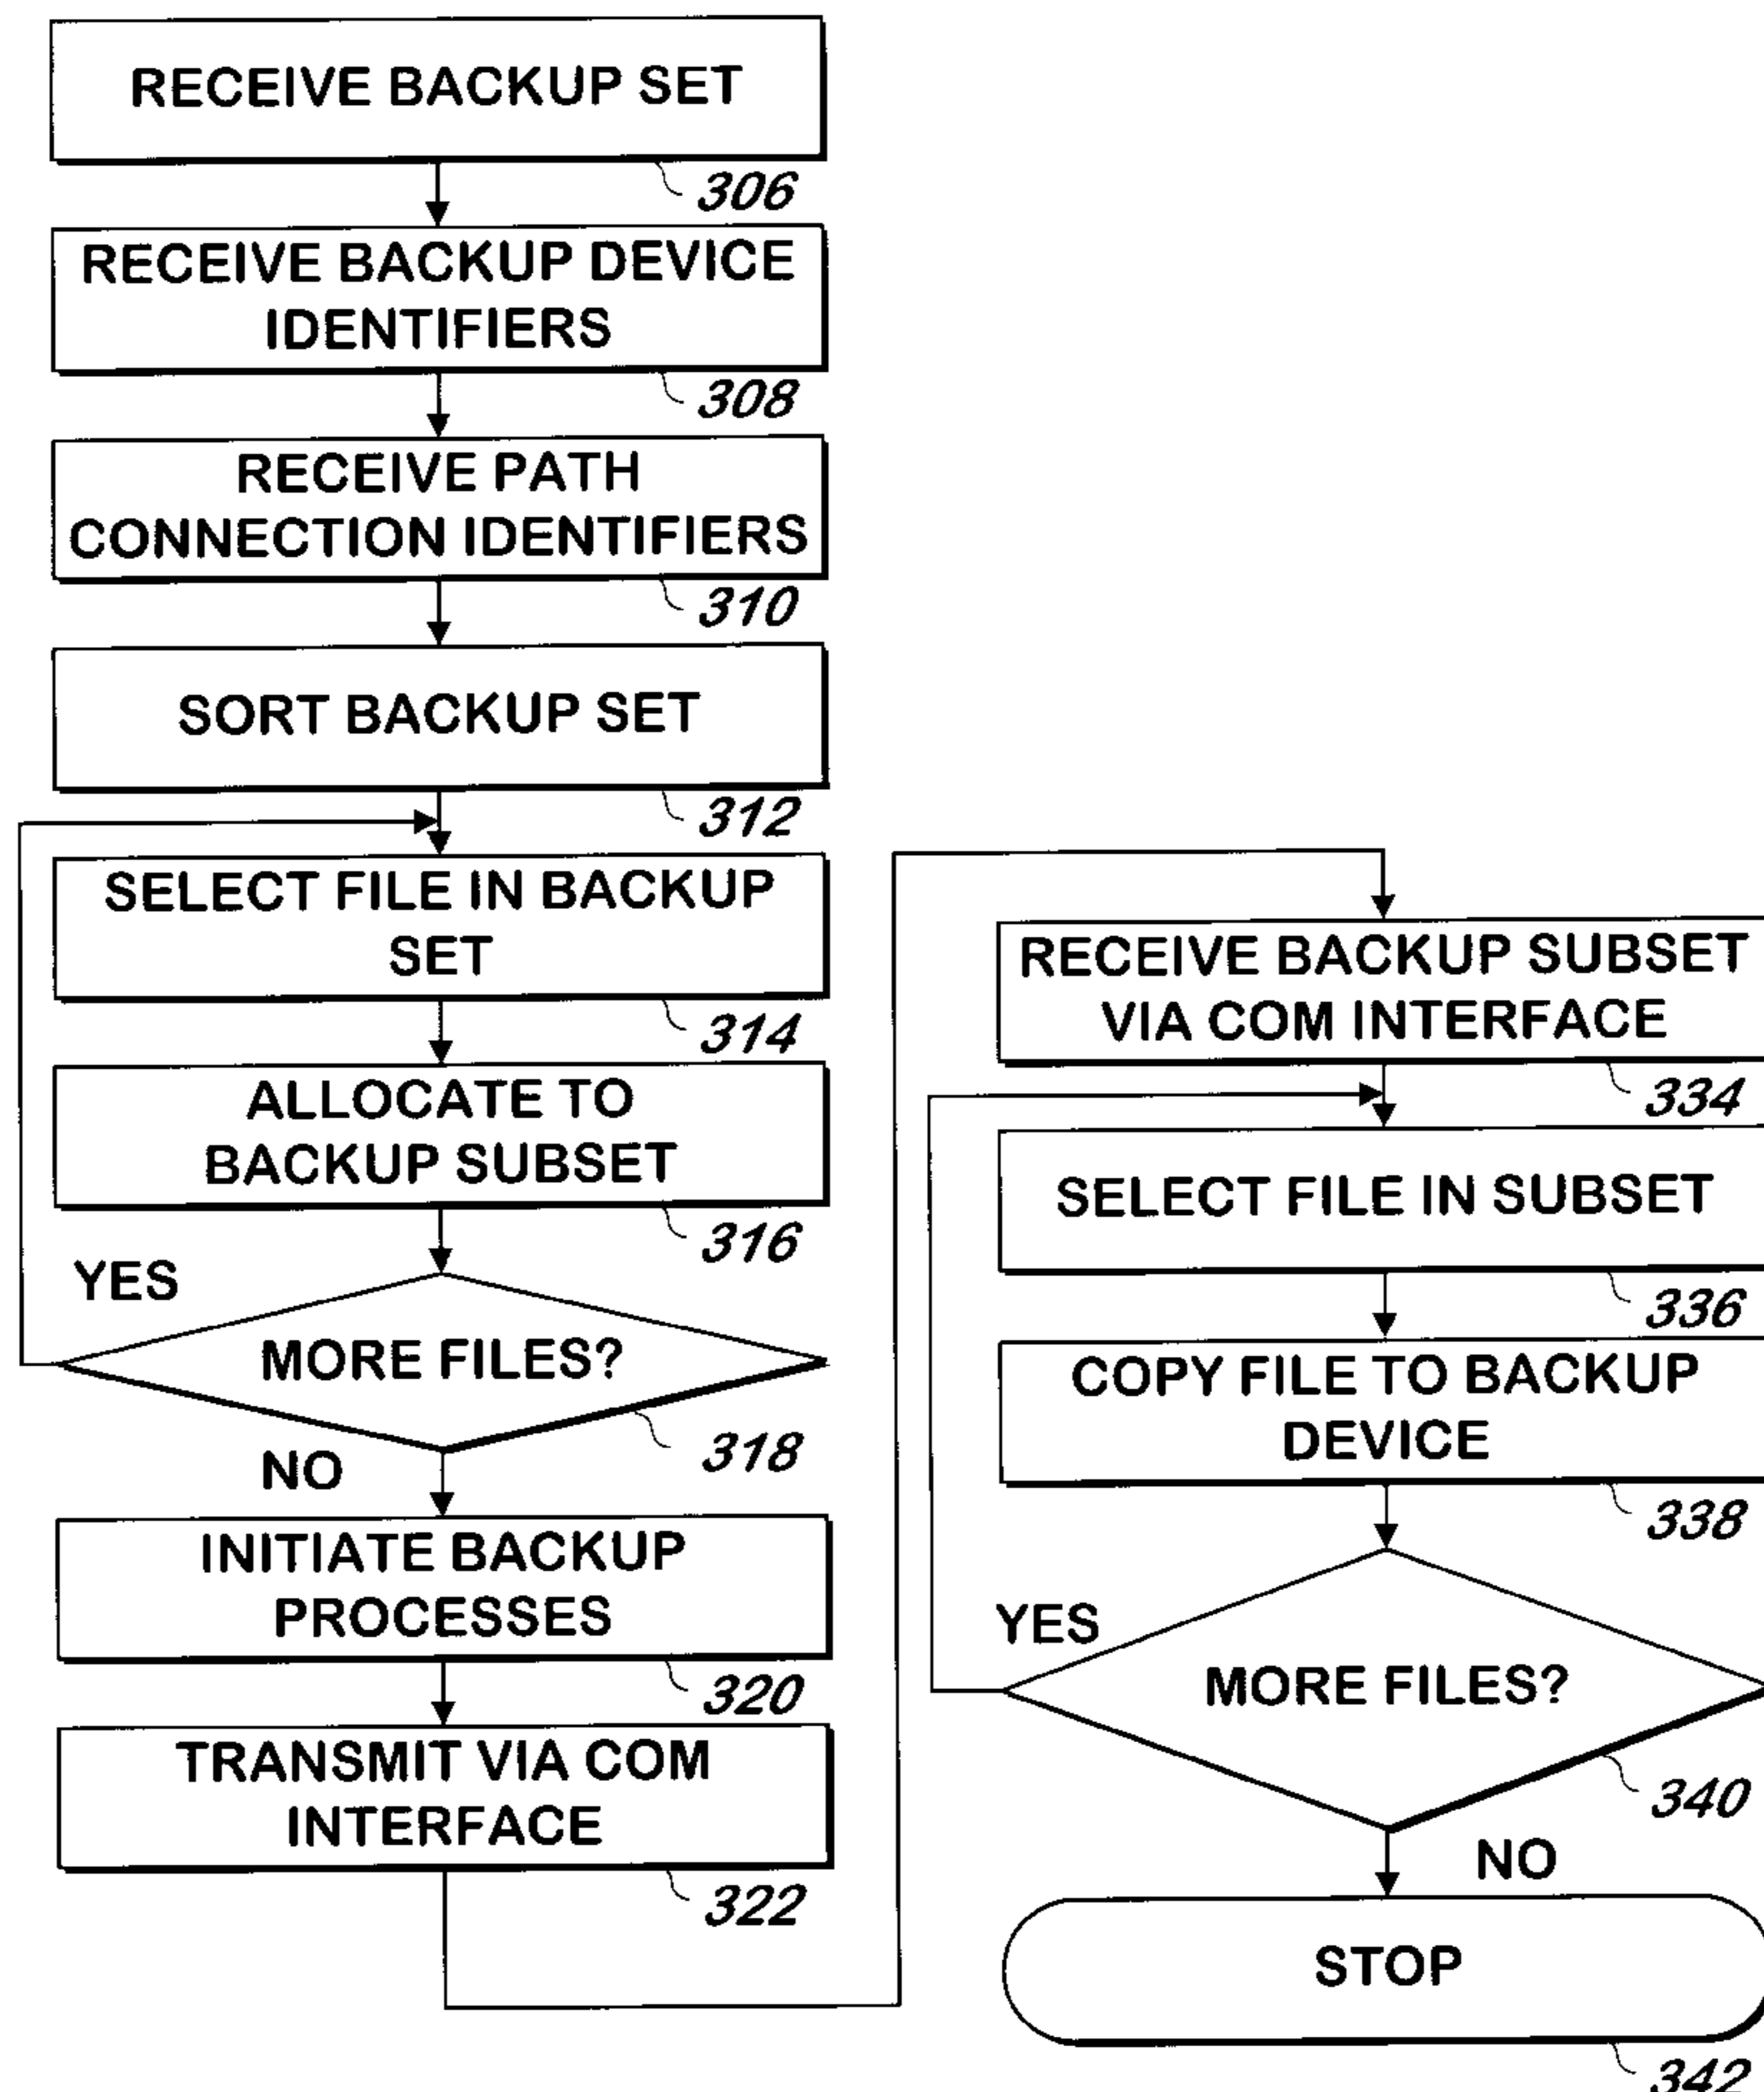 RECEIVE BACKUP SET
306
RECEIVE BACKUP DEVICE
IDENTIFIERS
308
RECEIVE PATH
CONNECTION IDENTIFIERS
310
SORT BACKUP SET
312
SELECT FILE IN BACKUP
SET
314
ALLOCATE TO
BACKUP SUBSET
316
YES
MORE FILES?
318
NO
INITIATE BACKUP
PROCESSES
320
TRANSMIT VIA COM
INTERFACE
322
RECEIVE BACKUP SUBSET
VIA COM INTERFACE
334
SELECT FILE IN SUBSET
336
COPY FILE TO BACKUP
DEVICE
338
YES
MORE FILES?
340
NO
STOP
342